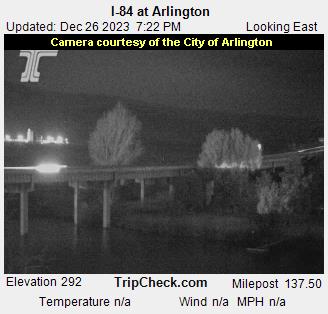 I-84 at Arlington
Updated: Dec 26 2023 7:22 PM Looking East
Camera courtesy of the City of Arlington
Elevation 292 TripCheck.com Milepost 137.50
Temperature n/a Wind n/a MPH n/a